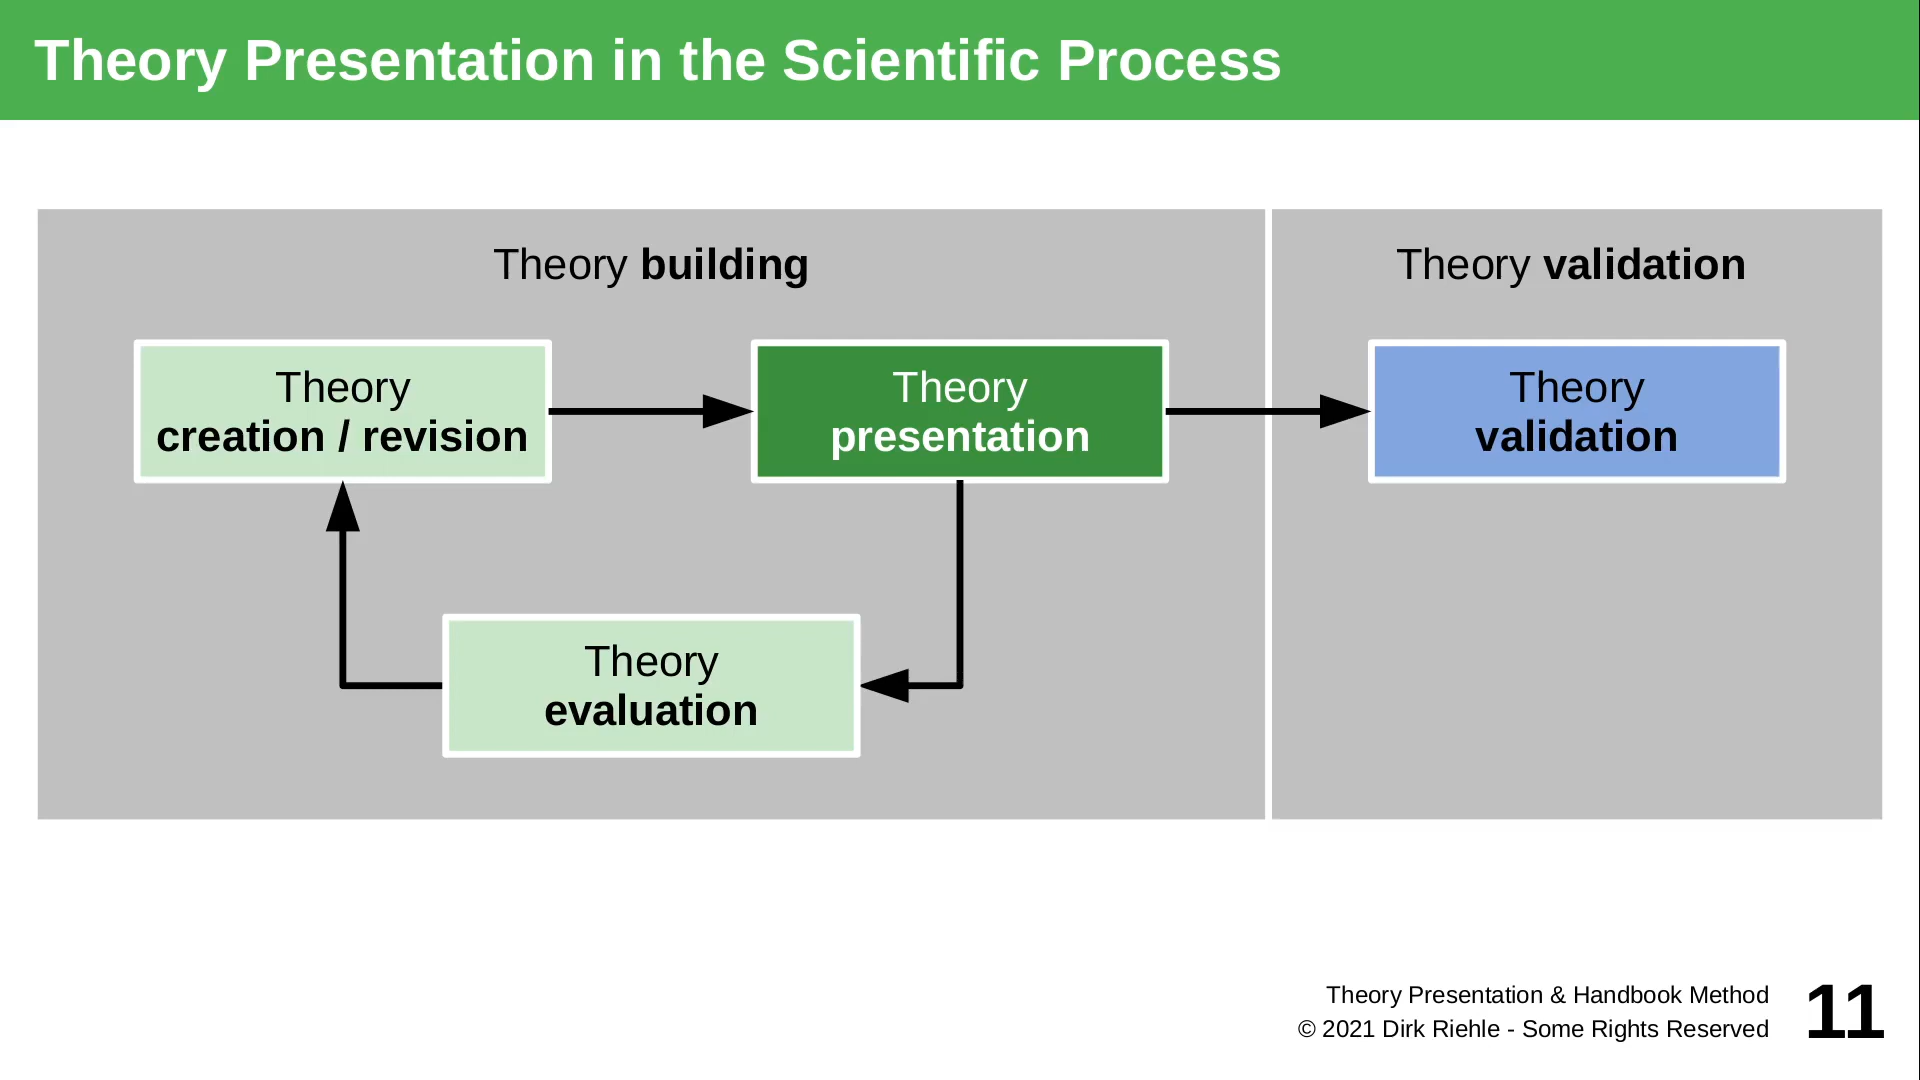 Theory Presentation in the Scientific Process
Theory building
Theory validation
Theory
creation / revision
Theory
presentation
Theory
validation
Theory
evaluation
Theory Presentation & Handbook Method
© 2021 Dirk Riehle - Some Rights Reserved
11